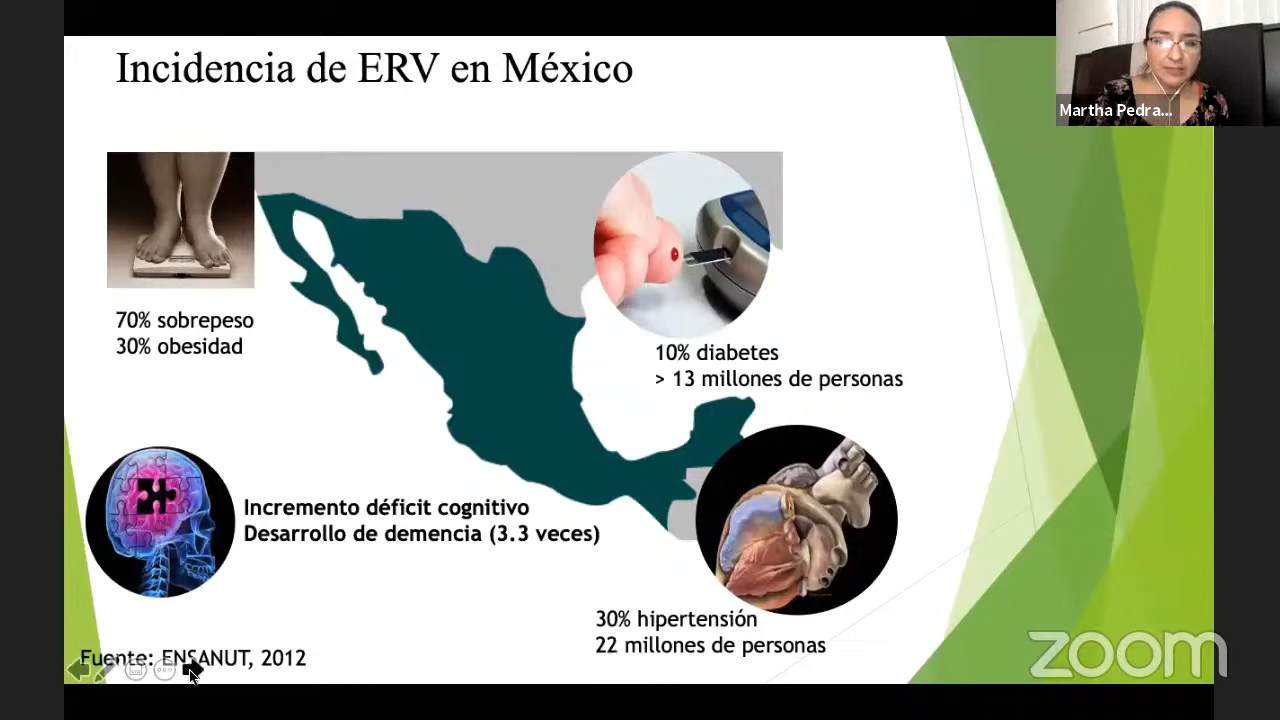 Incidencia de ERV en México
Martha Pedra...
70% sobrepeso
30% obesidad
10% diabetes
> 13 millones de personas
Incremento déficit cognitivo
Desarrollo de demencia (3.3 veces)
30% hipertensión
22 millones de personas
Fuente: ENSANUT, 2012
zoom